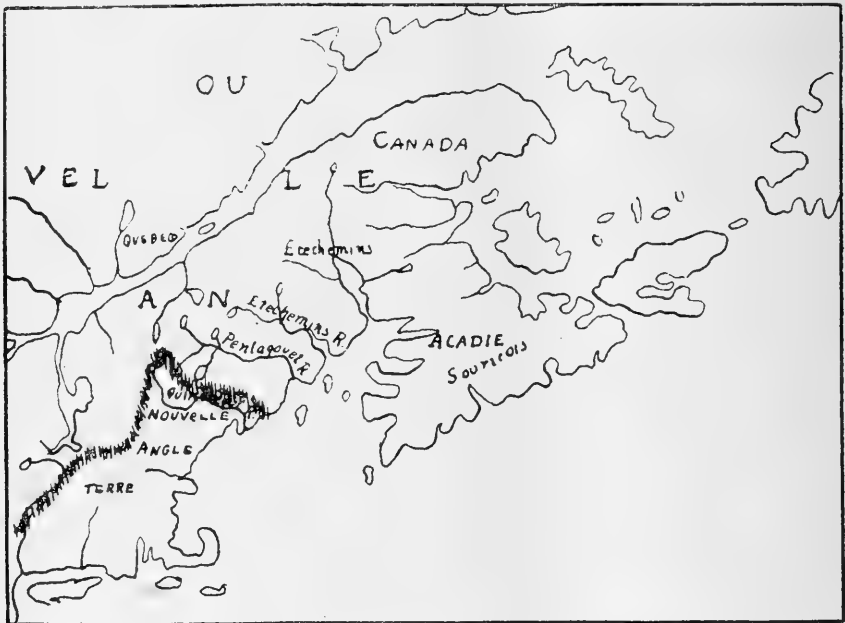 OU
CANADA
VEL
L E
QUEBEC
Etechemins
A N
Etechemins R.
Pentagouet R.
ACADIE
Souricois
NOUVELLE
ANGLE
TERRE